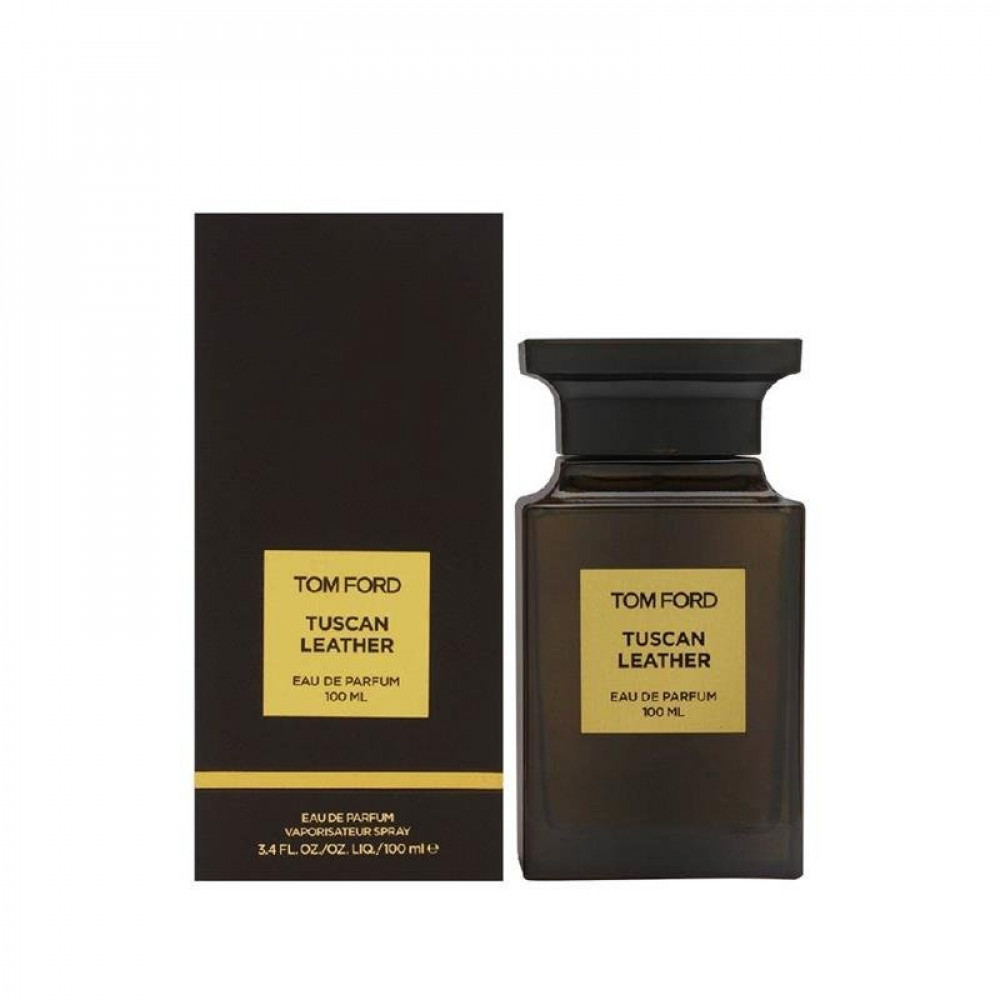 TOM FORD
TUSCAN
LEATHER
EAU DE PARFUM
100 ML
EAU DE PARFUM
VAPORISATEUR SPRAY
3.4 FL. OZ./OZ. LIQ./100 ml ℮
TOM FORD
TUSCAN
LEATHER
EAU DE PARFUM
100 ML